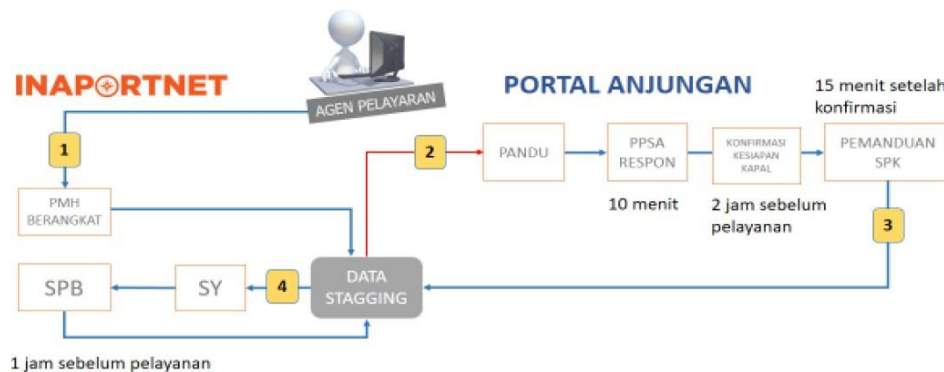 INAPORTNET
AGEN PELAYARAN
PORTAL ANJUNGAN
15 menit setelah
konfirmasi
1
2
PANDU
PPSA
RESPON
KONFIRMASI
KESIAPAN
KAPAL
PEMANDUAN
SPK
PMH
BERANGKAT
10 menit
2 jam sebelum
pelayanan
3
SPB
SY
4
DATA
STAGGING
1 jam sebelum pelayanan